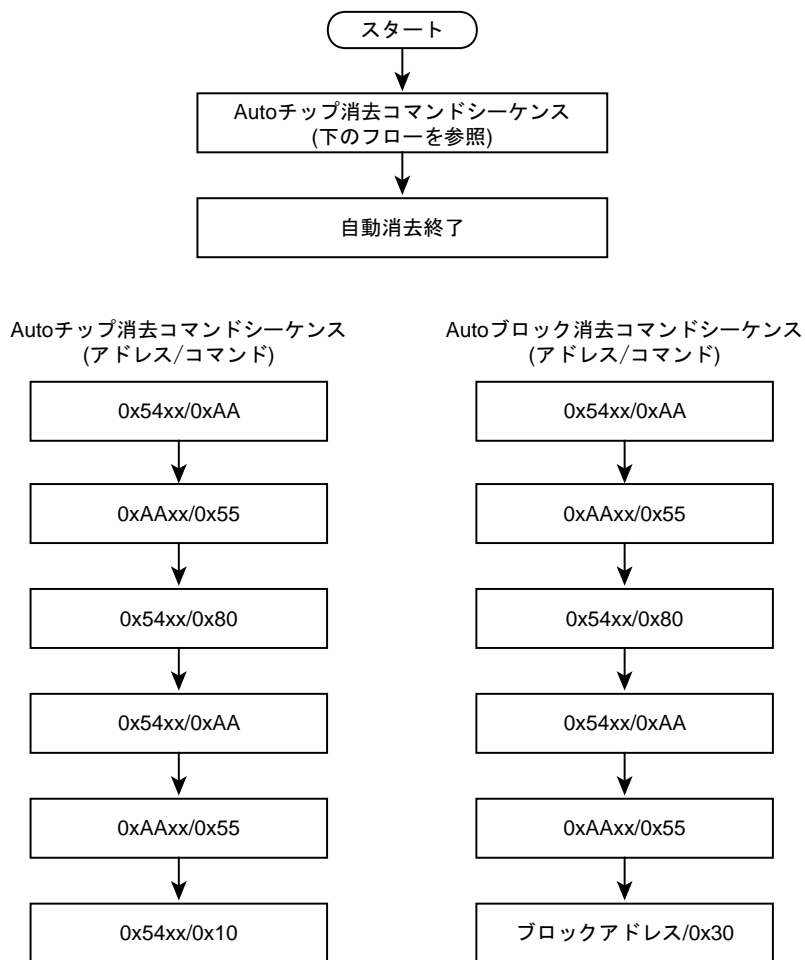 スタート
Autoチップ消去コマンドシーケンス
(下のフローを参照)
自動消去終了
Autoチップ消去コマンドシーケンス
(アドレス/コマンド)
0x54xx/0xAA
0xAAxx/0x55
0x54xx/0x80
0x54xx/0xAA
0xAAxx/0x55
0x54xx/0x10
Autoブロック消去コマンドシーケンス
(アドレス/コマンド)
0x54xx/0xAA
0xAAxx/0x55
0x54xx/0x80
0x54xx/0xAA
0xAAxx/0x55
ブロックアドレス/0x30